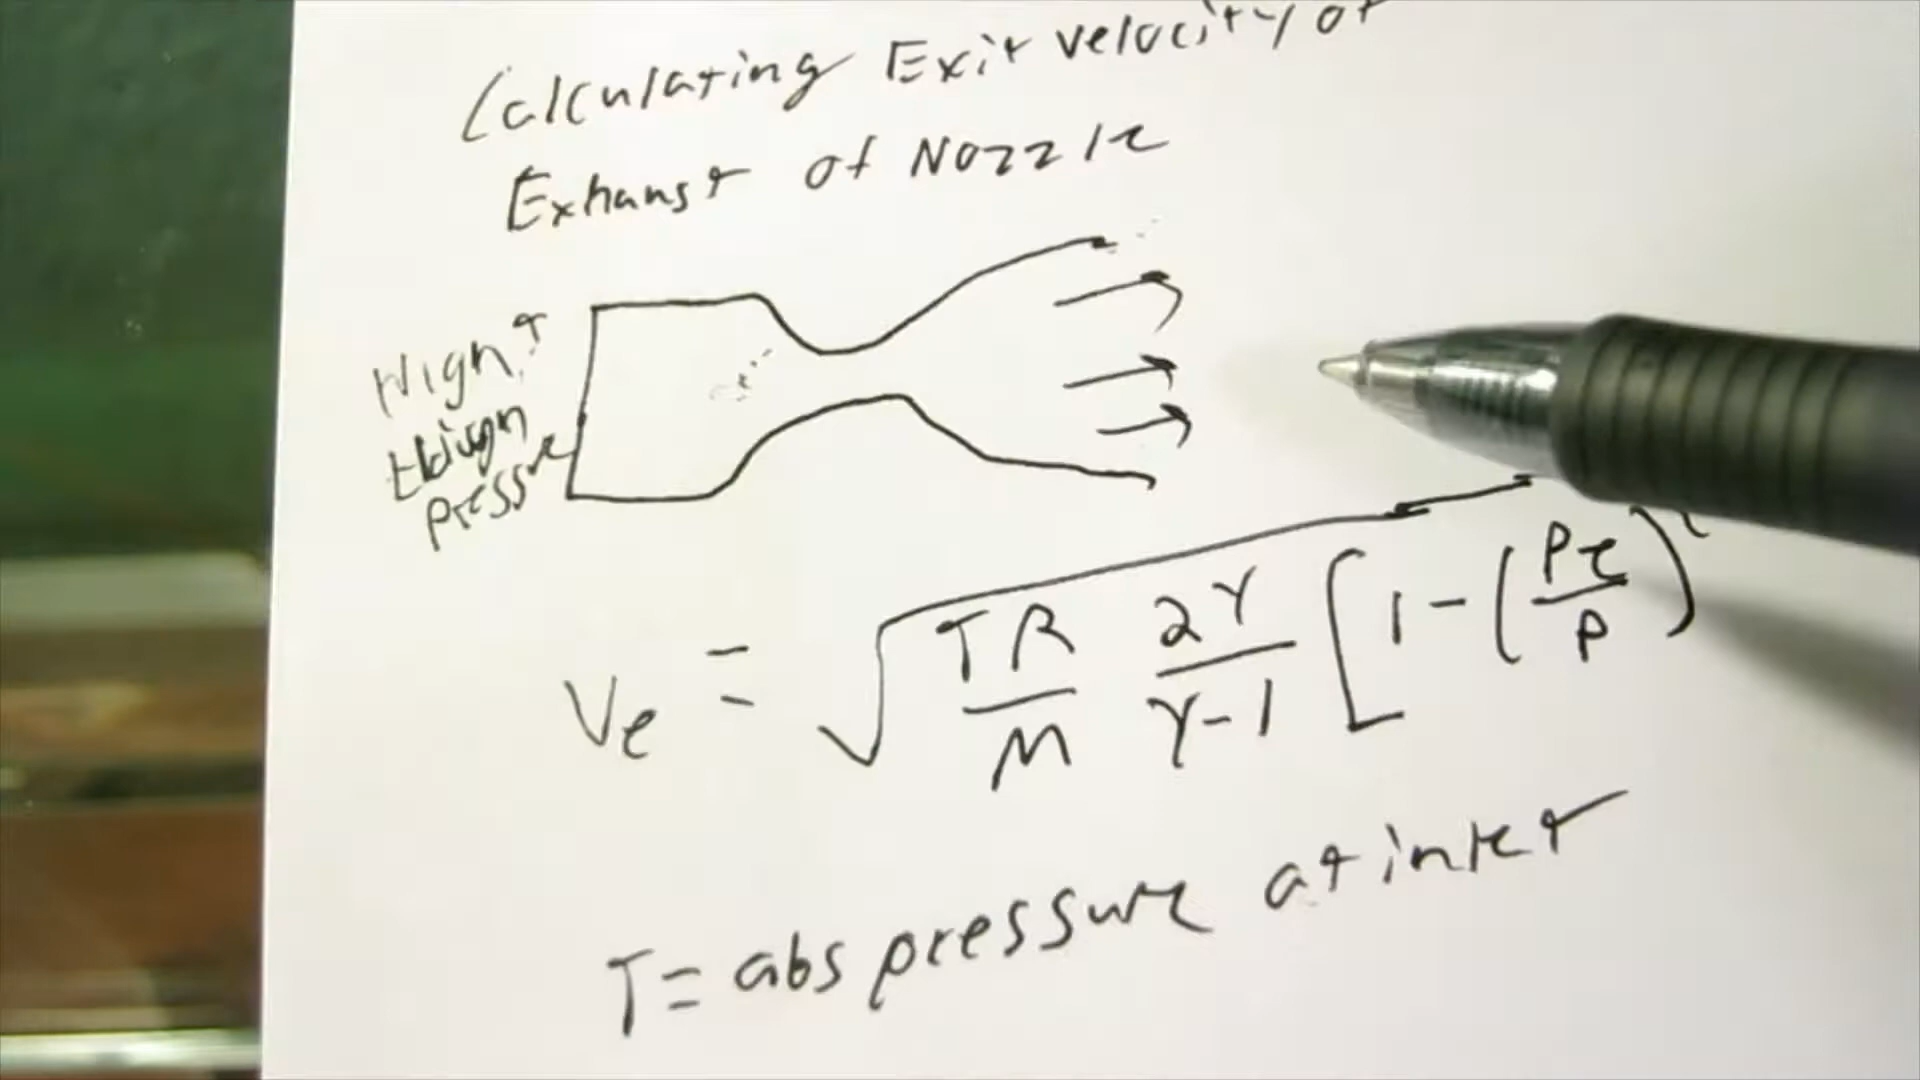 Calculating Exit velocity of
Exhaust of Nozzle
High T
High
pressure
Ve = √ TR/M 2γ/γ-1 [1-(Pe/P)
T= abs pressure at inlet